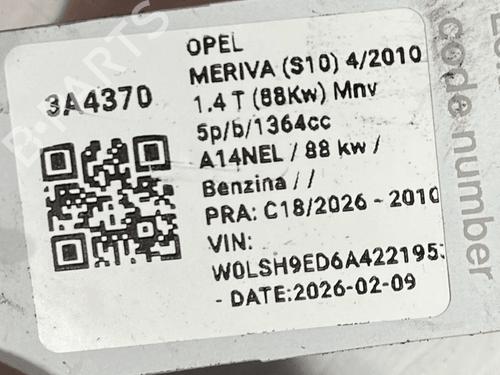 OPEL
MERIVA (S10) 4/2010
3A4370
1.4 T (88Kw) Mnv
5p/b/1364cc
A14NEL / 88 kw /
Benzina / /
PRA: C18/2026 - 2010
VIN:
W0LSH9ED6A422195
- DATE:2026-02-09
code number
B-PARTS